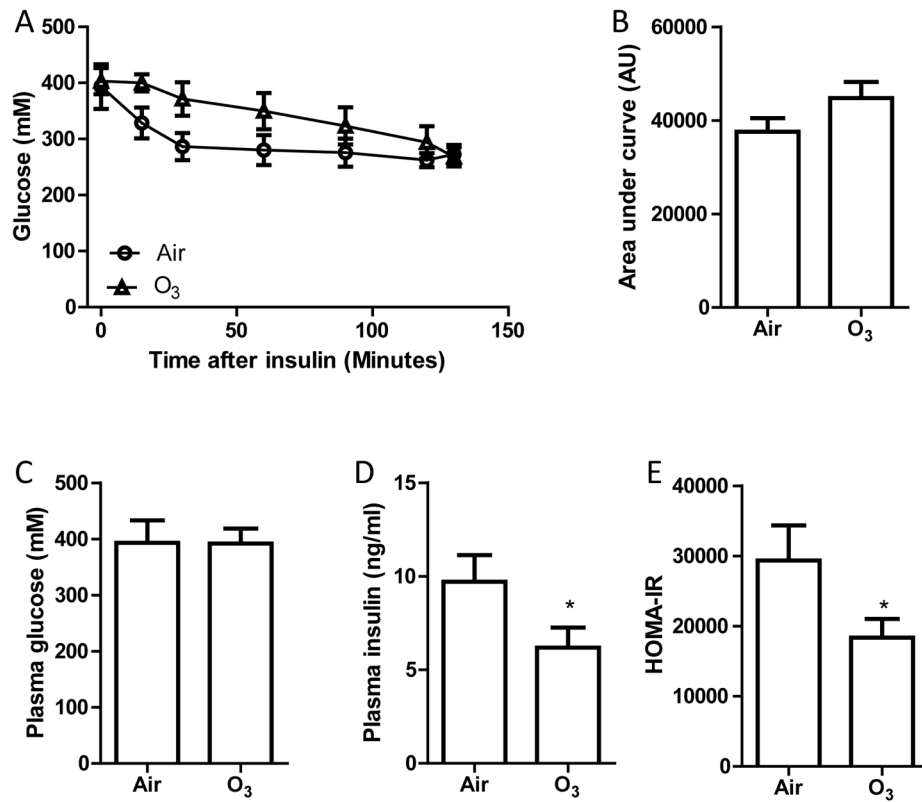 A
Glucose (mM)
500
400
300
200
100
0
Air
O₃
0
50
100
150
Time after insulin (Minutes)
B
Area under curve (AU)
60000
40000
20000
0
Air
O₃
C
Plasma glucose (mM)
500
400
300
200
100
0
Air
O₃
D
Plasma insulin (ng/ml)
15
10
5
0
*
Air
O₃
E
HOMA-IR
40000
30000
20000
10000
0
*
Air
O₃